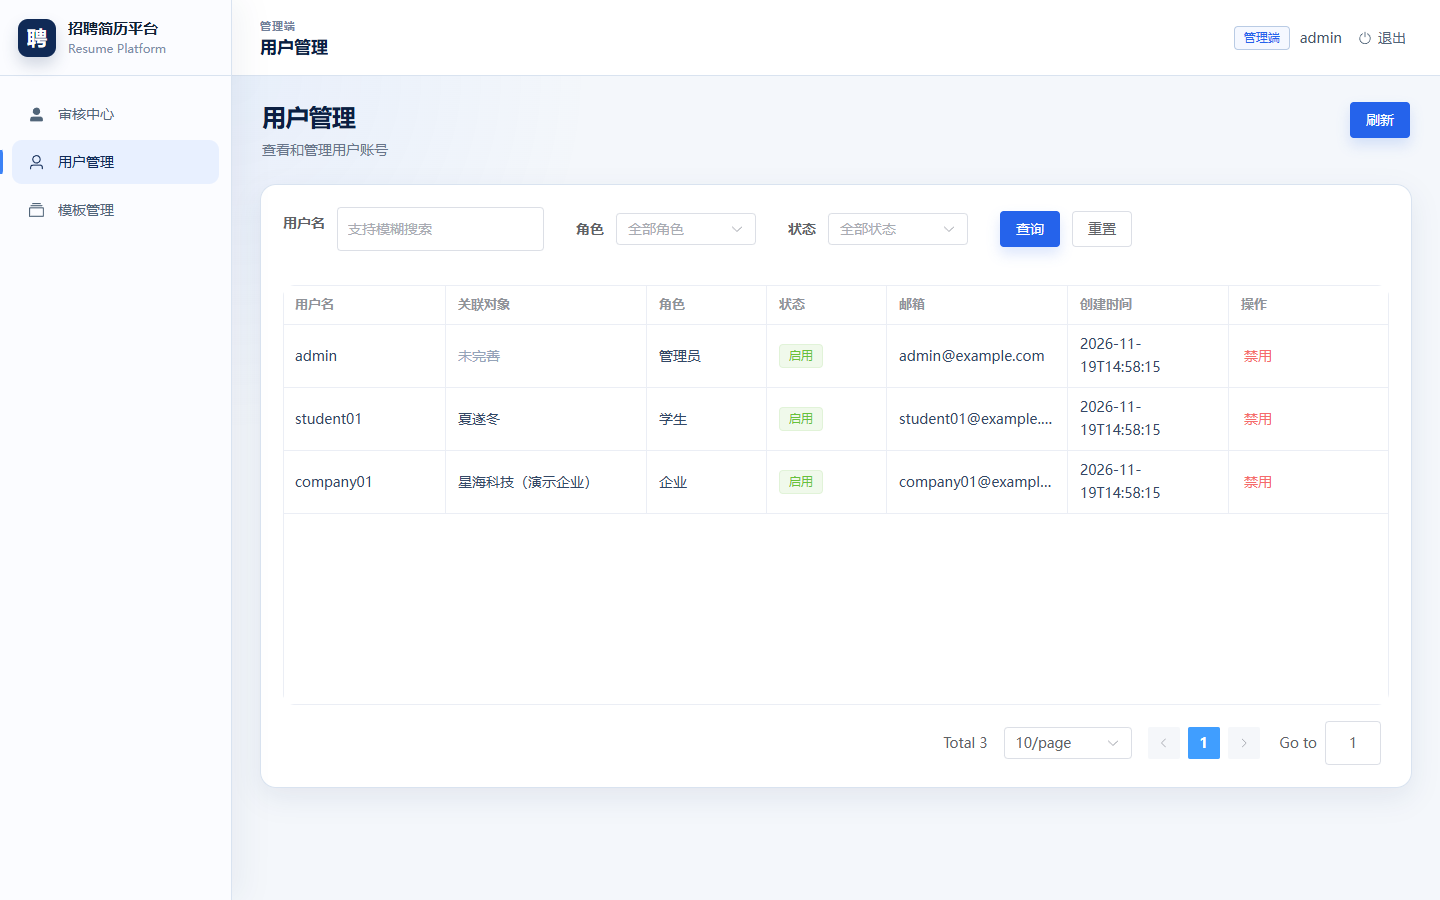 聘
招聘简历平台
Resume Platform
管理端
用户管理
管理端 admin 退出
审核中心
用户管理
模板管理
用户管理
查看和管理用户账号
刷新
用户名 支持模糊搜索 角色 全部角色 状态 全部状态 查询 重置
用户名 关联对象 角色 状态 邮箱 创建时间 操作
admin 未完善 管理员 启用 admin@example.com 2026-11-
19T14:58:15 禁用
student01 夏遂冬 学生 启用 student01@example.... 2026-11-
19T14:58:15 禁用
company01 星海科技（演示企业） 企业 启用 company01@exampl... 2026-11-
19T14:58:15 禁用
Total 3 10/page 1 Go to 1